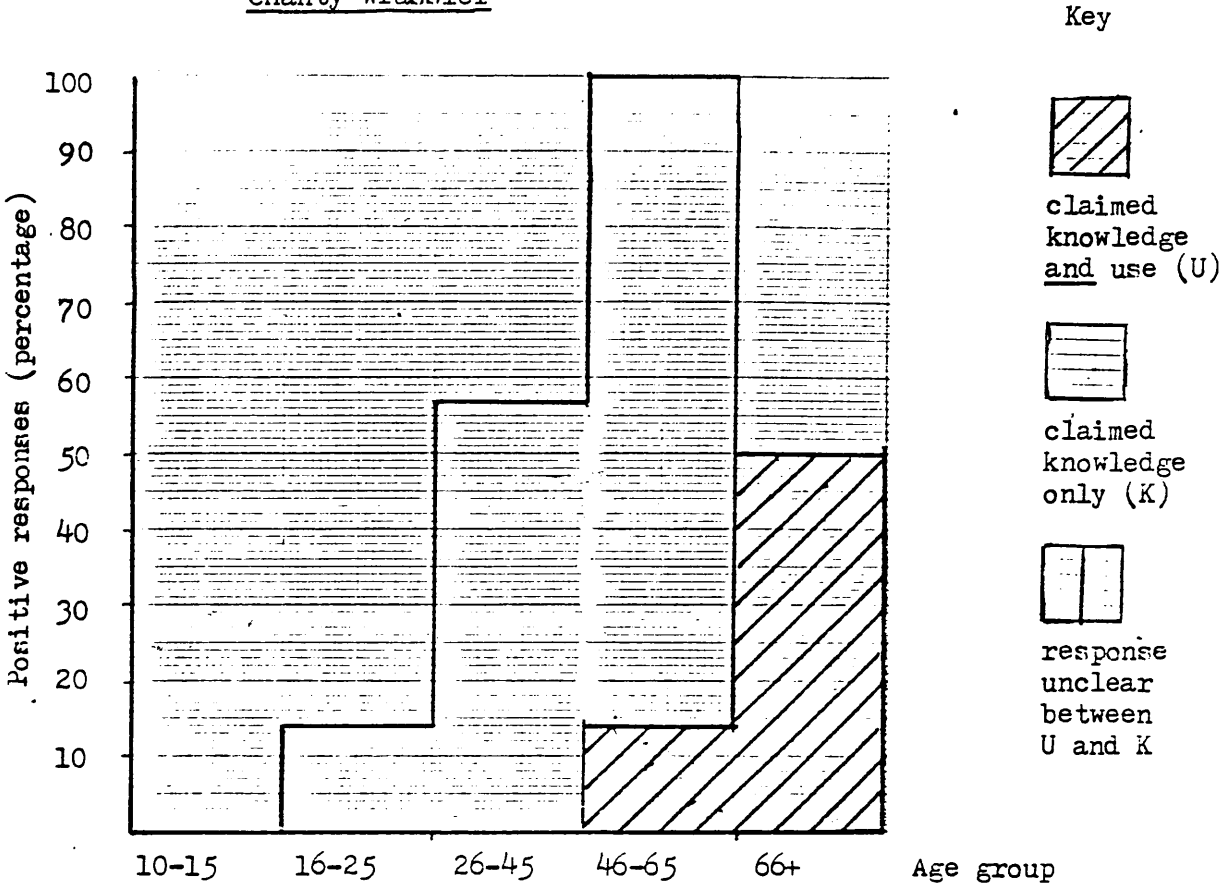 Key
100
90
80
70
60
50
40
30
20
10
Positive responses (percentage)
10-15 16-25 26-45 46-65 66+ Age group
claimed
knowledge
and use (U)
claimed
knowledge
only (K)
response
unclear
between
U and K